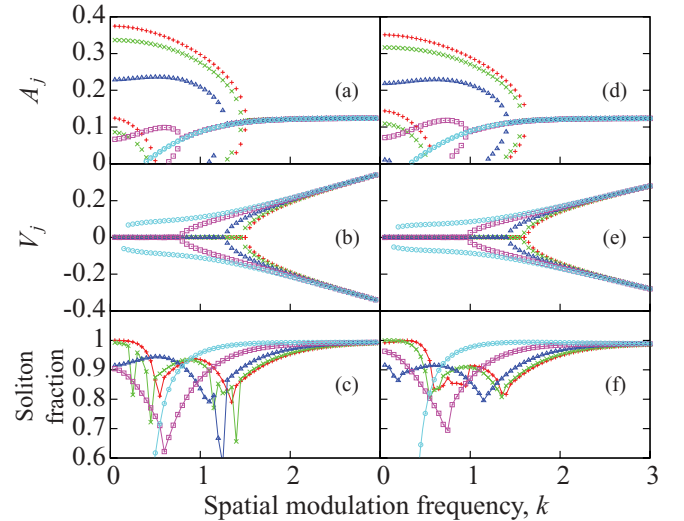 0.4
0.3
0.2
0.1
0
A_j
(a)
(d)
0.2
0
-0.2
-0.4
V_j
(b)
(e)
1
0.9
0.8
0.7
0.6
Soliton
fraction
(c)
(f)
0 1 2 0 1 2 3
Spatial modulation frequency, k